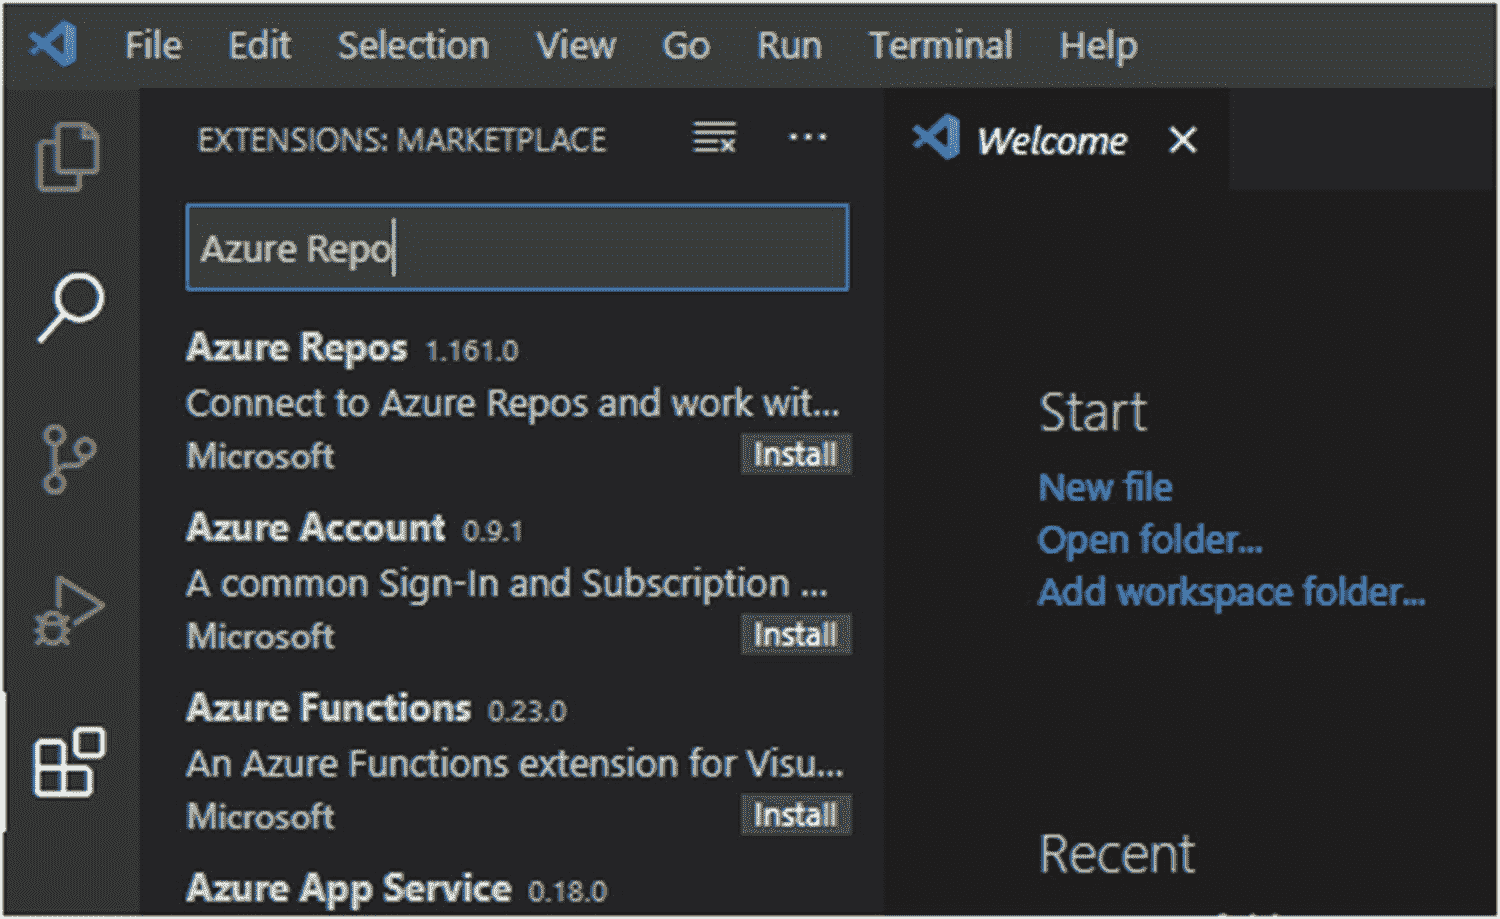 File Edit Selection View Go Run Terminal Help
EXTENSIONS: MARKETPLACE
Azure Repo
Azure Repos 1.161.0
Connect to Azure Repos and work wit...
Microsoft Install
Azure Account 0.9.1
A common Sign-In and Subscription ...
Microsoft Install
Azure Functions 0.23.0
An Azure Functions extension for Visu...
Microsoft Install
Azure App Service 0.18.0
Welcome
Start
New file
Open folder...
Add workspace folder...
Recent